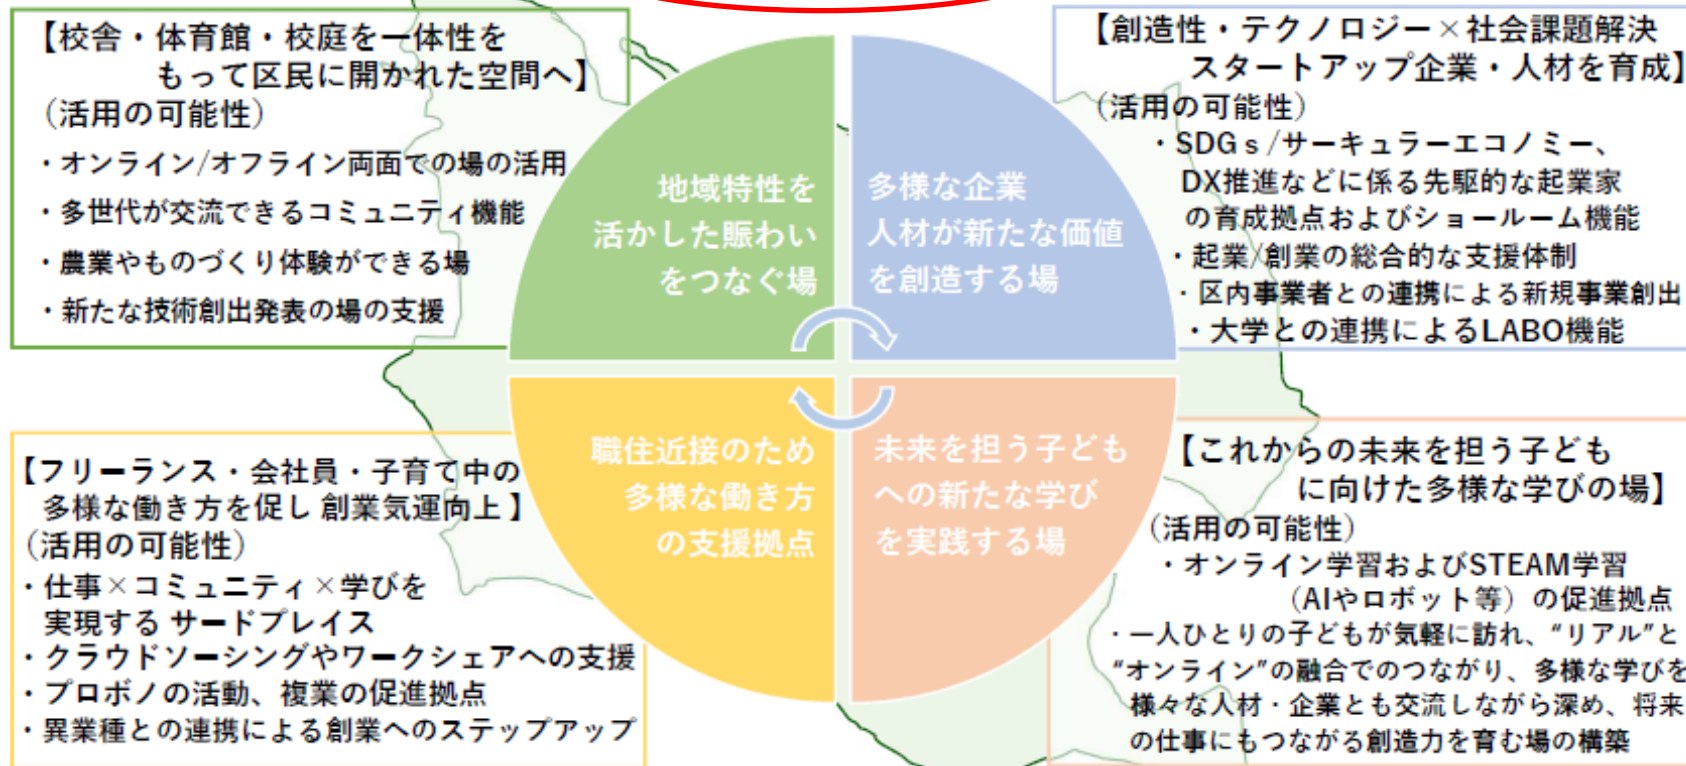 【校舎・体育館・校庭を一体性を
もって区民に開かれた空間へ】
（活用の可能性）
・オンライン/オフライン両面での場の活用
・多世代が交流できるコミュニティ機能
・農業やものづくり体験ができる場
・新たな技術創出発表の場の支援
地域特性を
活かした賑わい
をつなぐ場
多様な企業
人材が新たな価値
を創造する場
【創造性・テクノロジー×社会課題解決
スタートアップ企業・人材を育成】
（活用の可能性）
・SDGｓ/サーキュラーエコノミー、
DX推進などに係る先駆的な起業家
の育成拠点およびショールーム機能
・起業/創業の総合的な支援体制
・区内事業者との連携による新規事業創出
・大学との連携によるLABO機能
【フリーランス・会社員・子育て中の
多様な働き方を促し 創業気運向上 】
（活用の可能性）
・仕事×コミュニティ×学びを
実現する サードプレイス
・クラウドソーシングやワークシェアへの支援
・プロボノの活動、複業の促進拠点
・異業種との連携による創業へのステップアップ
職住近接のため
多様な働き方
の支援拠点
未来を担う子ども
への新たな学び
を実践する場
【これからの未来を担う子ども
に向けた多様な学びの場】
（活用の可能性）
・オンライン学習およびSTEAM学習
（AIやロボット等）の促進拠点
・一人ひとりの子どもが気軽に訪れ、“リアル”と
“オンライン”の融合でのつながり、多様な学びを
様々な人材・企業とも交流しながら深め、将来
の仕事にもつながる創造力を育む場の構築